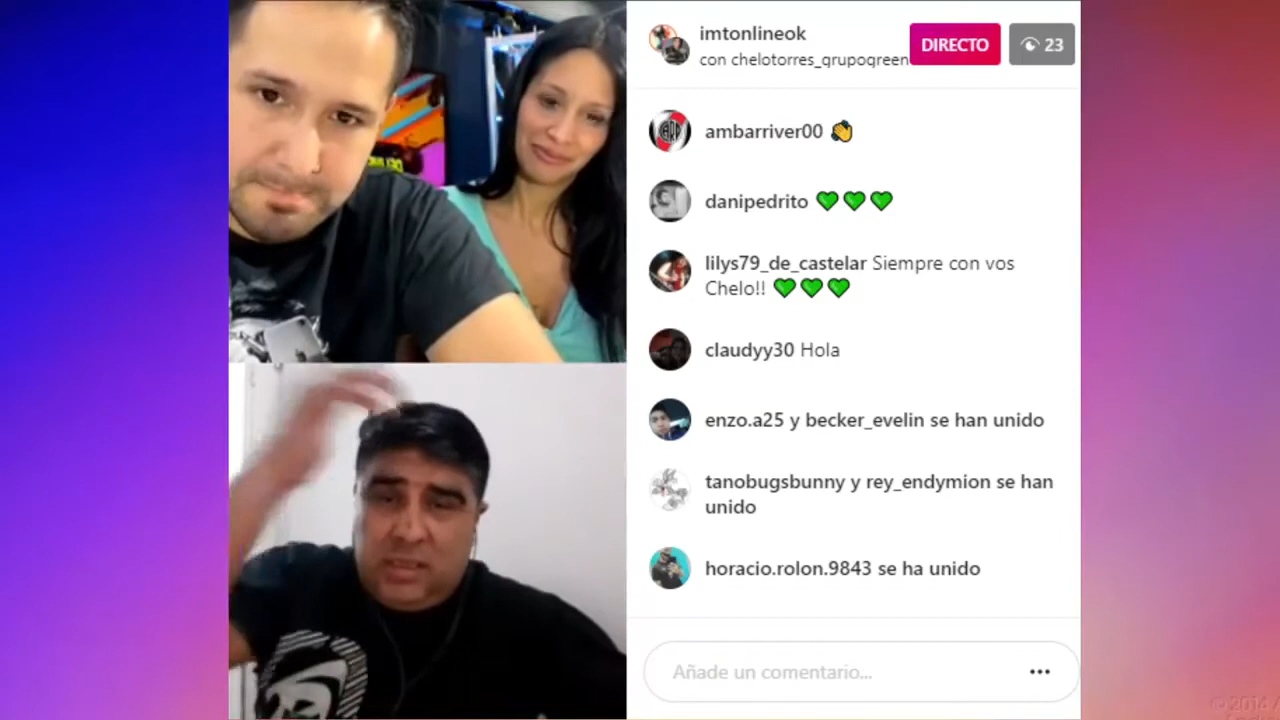 imtonlineok
con chelotorres_grupogreen
DIRECTO
23
ambarriver00 👏
danipedrito 💚💚💚
lilys79_de_castelar Siempre con vos
Chelo!! 💚💚💚
claudyy30 Hola
enzo.a25 y becker_evelin se han unido
tanobugsbunny y rey_endymion se han
unido
horacio.rolon.9843 se ha unido
Añade un comentario...
© 2014